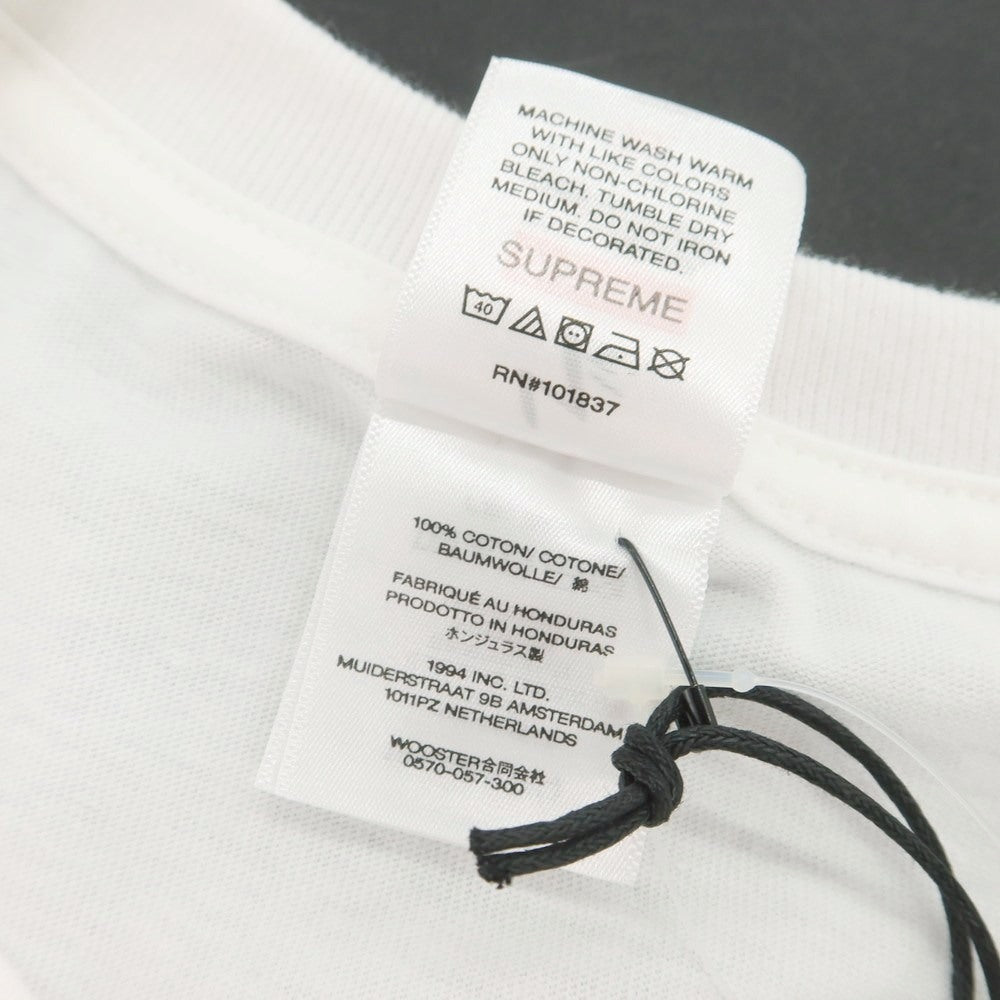 MACHINE WASH WARM
WITH LIKE COLORS
ONLY NON-CHLORINE
BLEACH. TUMBLE DRY
MEDIUM. DO NOT IRON
IF DECORATED.
SUPREME
40
RN#101837
100% COTON/ COTONE/
BAUMWOLLE/ 綿
FABRIQUÉ AU HONDURAS
PRODOTTO IN HONDURAS
ホンジュラス製
1994 INC. LTD.
MUIDERSTRAAT 9B AMSTERDAM
1011PZ NETHERLANDS
WOOSTER合同会社
0570-057-300